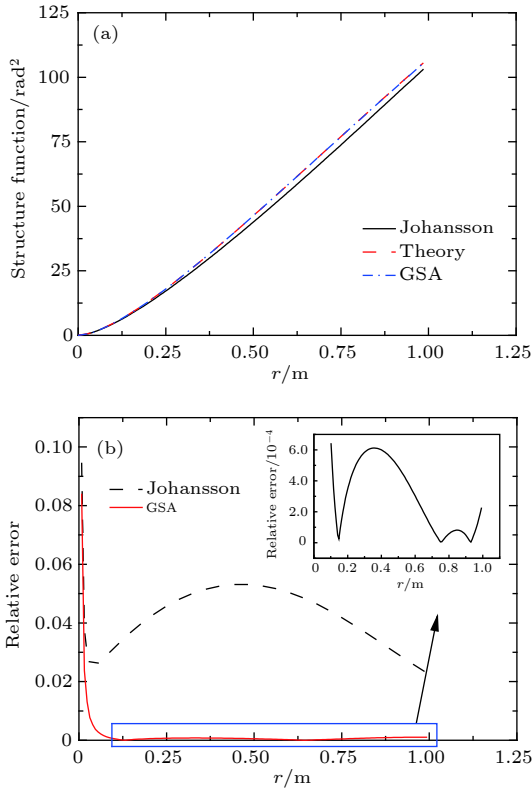 (a)
Structure function/rad²
125
100
75
50
25
0
Johansson
Theory
GSA
0
0.25
0.50
0.75
1.00
1.25
r/m
(b)
Relative error
0.10
0.08
0.06
0.04
0.02
0
Johansson
GSA
Relative error/10⁻⁴
6.0
4.0
2.0
0
0
0.2
0.4
0.6
0.8
1.0
r/m
0
0.25
0.50
0.75
1.00
1.25
r/m